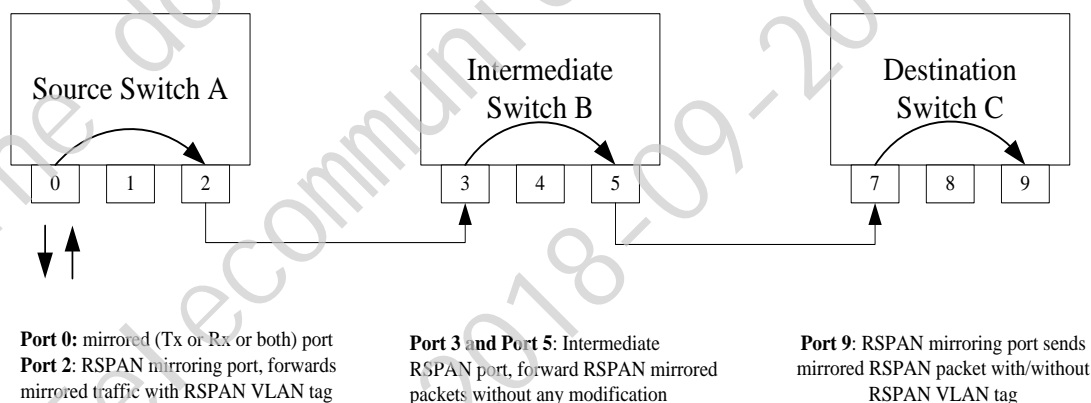 Source Switch A
Intermediate
Switch B
Destination
Switch C
0
1
2
3
4
5
7
8
9
Port 0: mirrored (Tx or Rx or both) port
Port 2: RSPAN mirroring port, forwards
mirrored traffic with RSPAN VLAN tag
Port 3 and Port 5: Intermediate
RSPAN port, forward RSPAN mirrored
packets without any modification
Port 9: RSPAN mirroring port sends
mirrored RSPAN packet with/without
RSPAN VLAN tag
2018-09-20